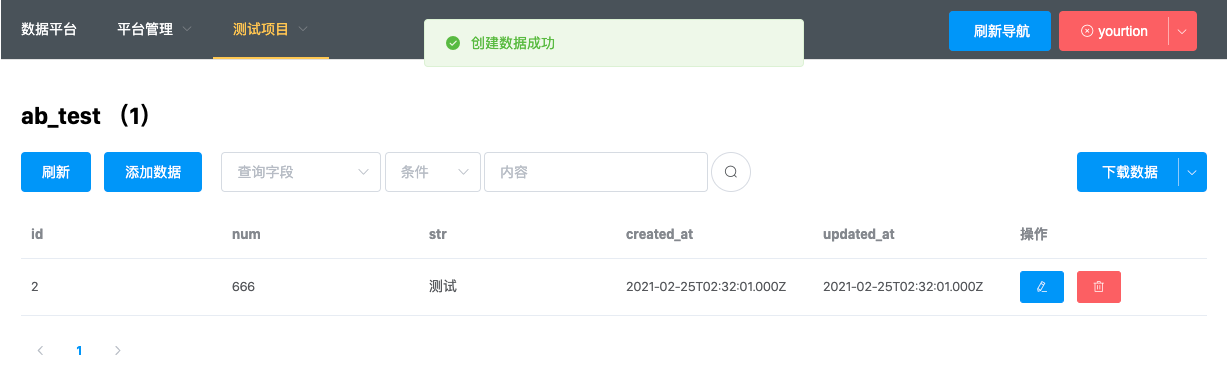 数据平台 平台管理 测试项目 创建数据成功 刷新导航 yourtion
ab_test （1）
刷新 添加数据 查询字段 条件 内容 下载数据
id num str created_at updated_at 操作
2 666 测试 2021-02-25T02:32:01.000Z 2021-02-25T02:32:01.000Z
1